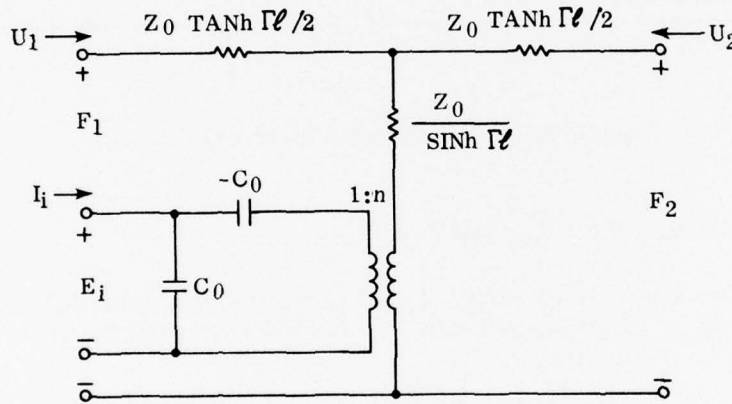 Z0 TANh Γℓ/2
Z0 TANh Γℓ/2
U1
U2
+
+
F1
Z0
SINh Γℓ
Ii
-C0
1:n
F2
+
Ei
C0
−
−
−